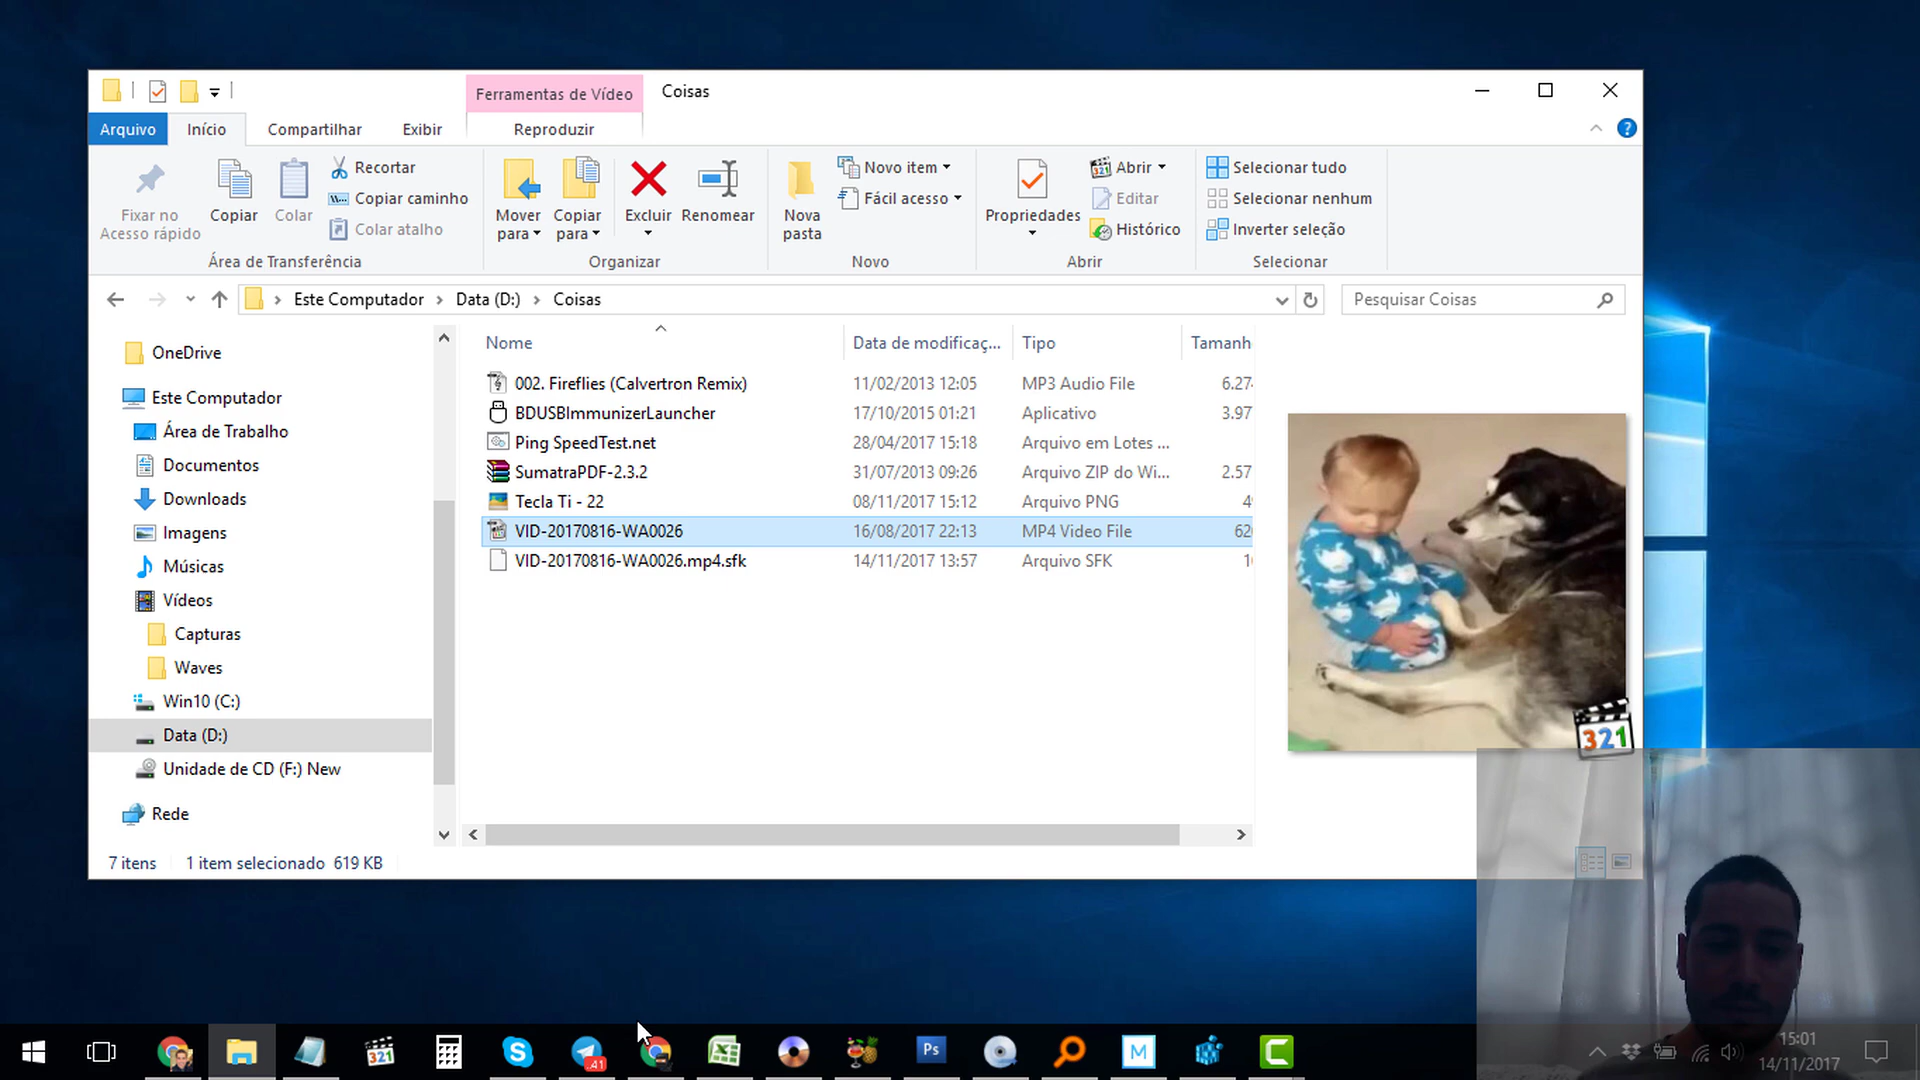 Ferramentas de Vídeo
Coisas
Arquivo
Início
Compartilhar
Exibir
Reproduzir
Fixar no
Acesso rápido
Copiar
Colar
Recortar
Copiar caminho
Colar atalho
Área de Transferência
Mover
para
Copiar
para
Excluir
Renomear
Organizar
Nova
pasta
Novo item
Fácil acesso
Novo
Propriedades
Abrir
Editar
Histórico
Abrir
Selecionar tudo
Selecionar nenhum
Inverter seleção
Selecionar
Este Computador > Data (D:) > Coisas
Pesquisar Coisas
OneDrive
Este Computador
Área de Trabalho
Documentos
Downloads
Imagens
Músicas
Vídeos
Capturas
Waves
Win10 (C:)
Data (D:)
Unidade de CD (F:) New
Rede
Nome Data de modificaç... Tipo Tamanh
002. Fireflies (Calvertron Remix) 11/02/2013 12:05 MP3 Audio File 6.274
BDUSBImmunizerLauncher 17/10/2015 01:21 Aplicativo 3.97
Ping SpeedTest.net 28/04/2017 15:18 Arquivo em Lotes ...
SumatraPDF-2.3.2 31/07/2013 09:26 Arquivo ZIP do Wi... 2.57
Tecla Ti - 22 08/11/2017 15:12 Arquivo PNG 4
VID-20170816-WA0026 16/08/2017 22:13 MP4 Video File 62
VID-20170816-WA0026.mp4.sfk 14/11/2017 13:57 Arquivo SFK 1
321
7 itens 1 item selecionado 619 KB
321
41
Ps
M
15:01
14/11/2017